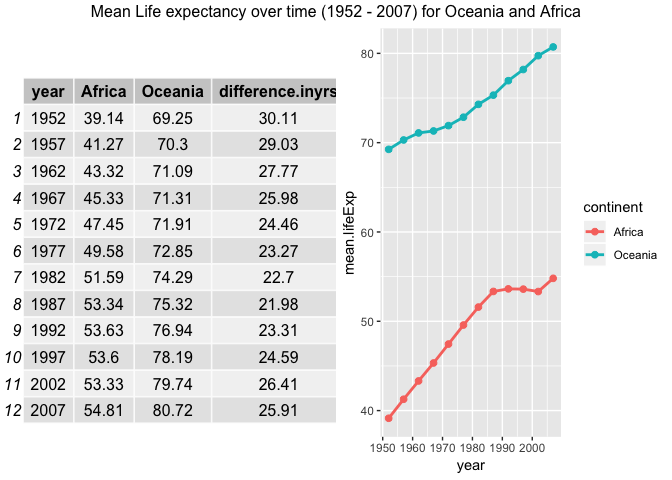 Mean Life expectancy over time (1952 - 2007) for Oceania and Africa
year Africa Oceania difference.inyrs
1 1952 39.14 69.25 30.11
2 1957 41.27 70.3 29.03
3 1962 43.32 71.09 27.77
4 1967 45.33 71.31 25.98
5 1972 47.45 71.91 24.46
6 1977 49.58 72.85 23.27
7 1982 51.59 74.29 22.7
8 1987 53.34 75.32 21.98
9 1992 53.63 76.94 23.31
10 1997 53.6 78.19 24.59
11 2002 53.33 79.74 26.41
12 2007 54.81 80.72 25.91
mean.lifeExp
80
70
60
50
40
1950 1960 1970 1980 1990 2000
year
continent
Africa
Oceania